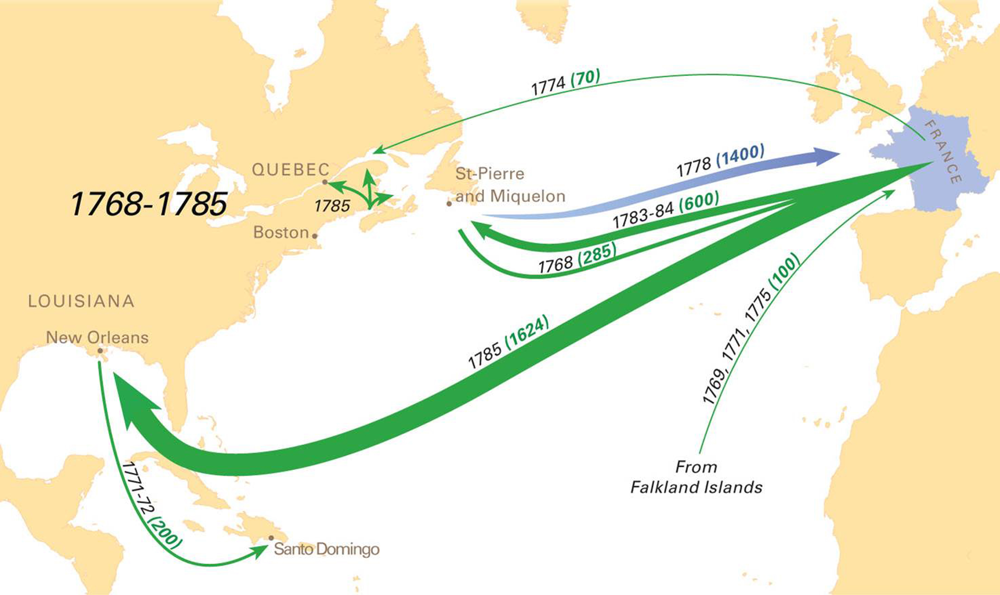 1774 (70)
FRANCE
1778 (1400)
QUEBEC
St-Pierre
and Miquelon
1768-1785
1785
1783-84 (600)
Boston
1768 (285)
1769, 1771, 1775 (100)
LOUISIANA
New Orleans
1785 (1624)
From
Falkland Islands
1771-72 (200)
Santo Domingo